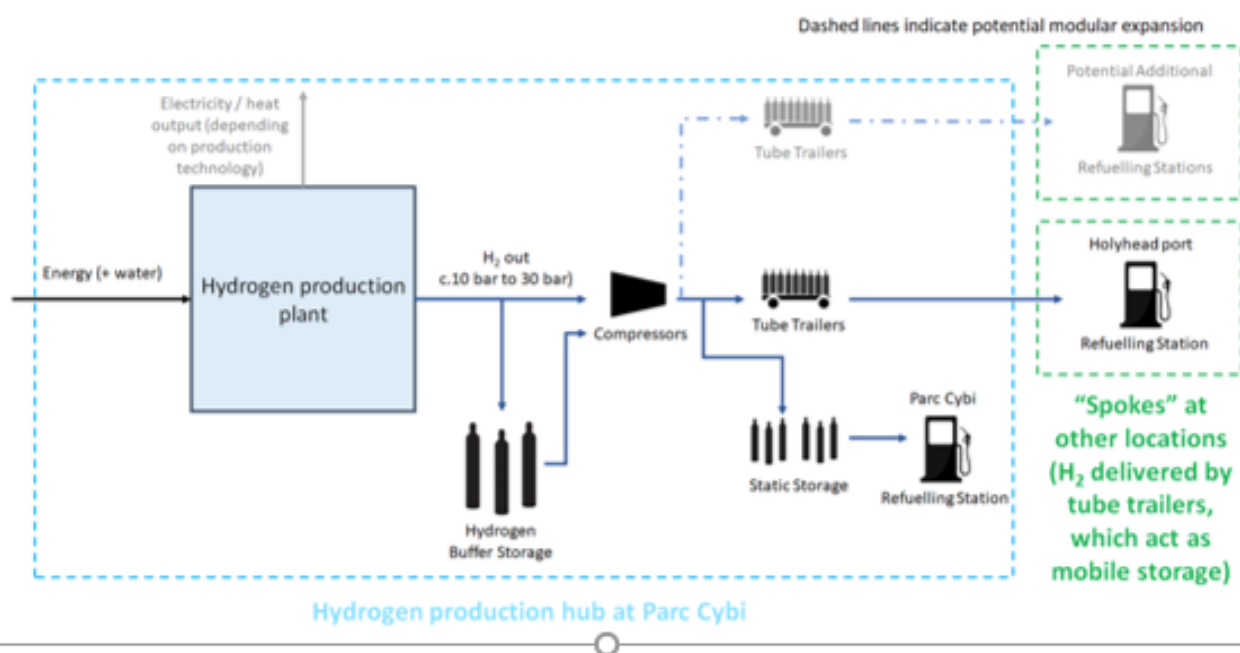 Dashed lines indicate potential modular expansion
Potential Additional
Refuelling Stations
Electricity / heat
output (depending
on production
technology)
Tube Trailers
Energy (+ water)
Hydrogen production
plant
H₂ out
c.10 bar to 30 bar)
Compressors
Tube Trailers
Holyhead port
Refuelling Station
Hydrogen
Buffer Storage
Static Storage
Parc Cybi
Refuelling Station
“Spokes” at
other locations
(H₂ delivered by
tube trailers,
which act as
mobile storage)
Hydrogen production hub at Parc Cybi